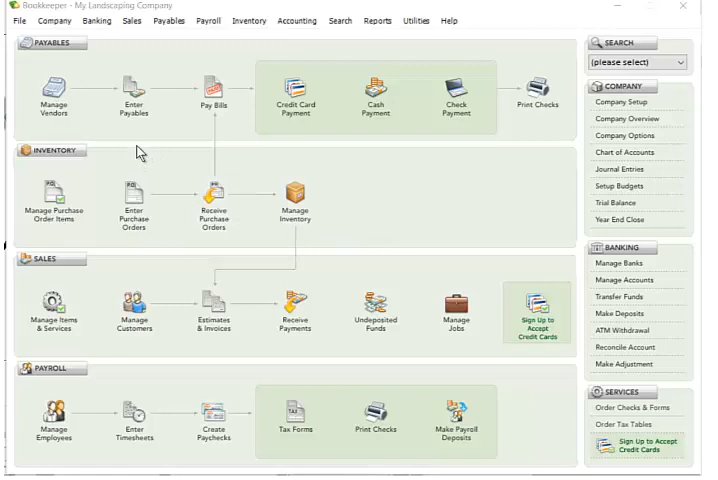 Bookkeeper - My Landscaping Company
File Company Banking Sales Payables Payroll Inventory Accounting Search Reports Utilities Help
PAYABLES
Manage
Vendors
Enter
Payables
Pay Bills
Credit Card
Payment
Cash
Payment
Check
Payment
Print Checks
INVENTORY
Manage Purchase
Order Items
Enter
Purchase
Orders
Receive
Purchase
Orders
Manage
Inventory
SALES
Manage Items
& Services
Manage
Customers
Estimates
& Invoices
Receive
Payments
Undeposited
Funds
Manage
Jobs
Sign Up to
Accept
Credit Cards
PAYROLL
Manage
Employees
Enter
Timesheets
Create
Paychecks
TAX
Tax Forms
Print Checks
Make Payroll
Deposits
SEARCH
(please select)
COMPANY
Company Setup
Company Overview
Company Options
Chart of Accounts
Journal Entries
Setup Budgets
Trial Balance
Year End Close
BANKING
Manage Banks
Manage Accounts
Transfer Funds
Make Deposits
ATM Withdrawal
Reconcile Account
Make Adjustment
SERVICES
Order Checks & Forms
Order Tax Tables
Sign Up to Accept
Credit Cards